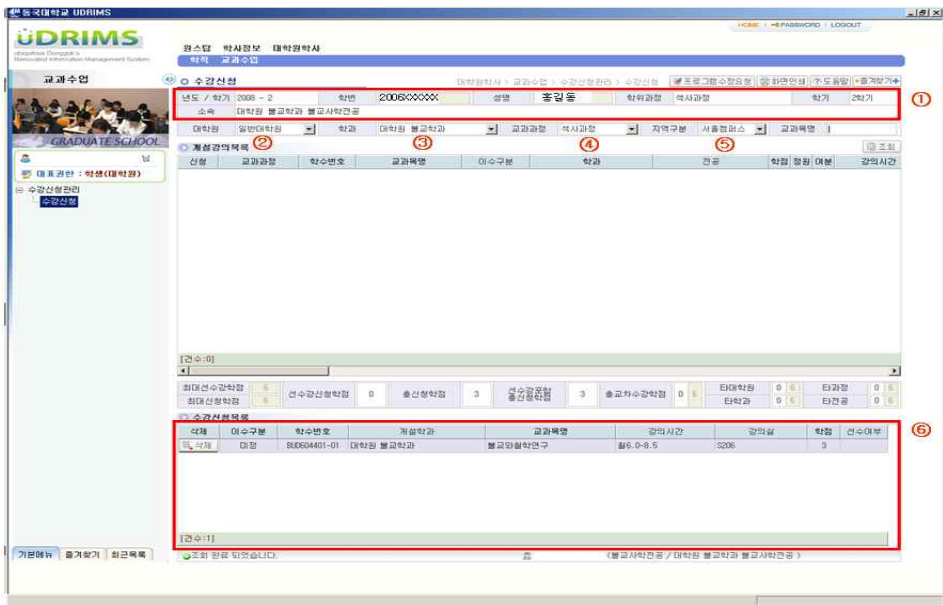 동국대학교 UDRIMS
HOME | PASSWORD | LOGOUT
UDRIMS
원스탑 학사정보 대학원학사
학적 교과수업
교과수업
수강신청
대학원학사 > 교과수업 > 수강신청관리 > 수강신청
프로그램수정요청 화면인쇄 도움말 즐겨찾기
년도 / 학기 2008 - 2 학번 2006XXXXXX 성명 홍길동 학위과정 석사과정 학기 2학기
①
소속 대학원 불교학과 불교사학전공
대학원 일반대학원 학과 대학원 불교학과 교과과정 석사과정 지역구분 서울캠퍼스 교과목명
GRADUATE SCHOOL
개설강의목록 ② ③ ④ ⑤ 조회
신청 교과과정 학수번호 교과목명 이수구분 학과 전공 학점 정원 여분 강의시간
님
대표권한 : 학생(대학원)
수강신청관리
수강신청
[건수:0]
최대선수강학점 6 선수강신청학점 0 총신청학점 3 선수강포함 총신청학점 3 총교차수강학점 0 6 타대학원 0 6 타과정 0 6
최대신청학점 6 타학과 0 6 타전공 0 6
수강신청목록
삭제 이수구분 학수번호 개설학과 교과목명 강의시간 강의실 학점 선수여부
⑥
삭제 미정 BUD604401-01 대학원 불교학과 불교와철학연구 월6.0-8.5 S206 3
[건수:1]
기본메뉴 즐겨찾기 최근목록
조회 완료 되었습니다.
(불교사학전공 / 대학원 불교학과 불교사학전공 )